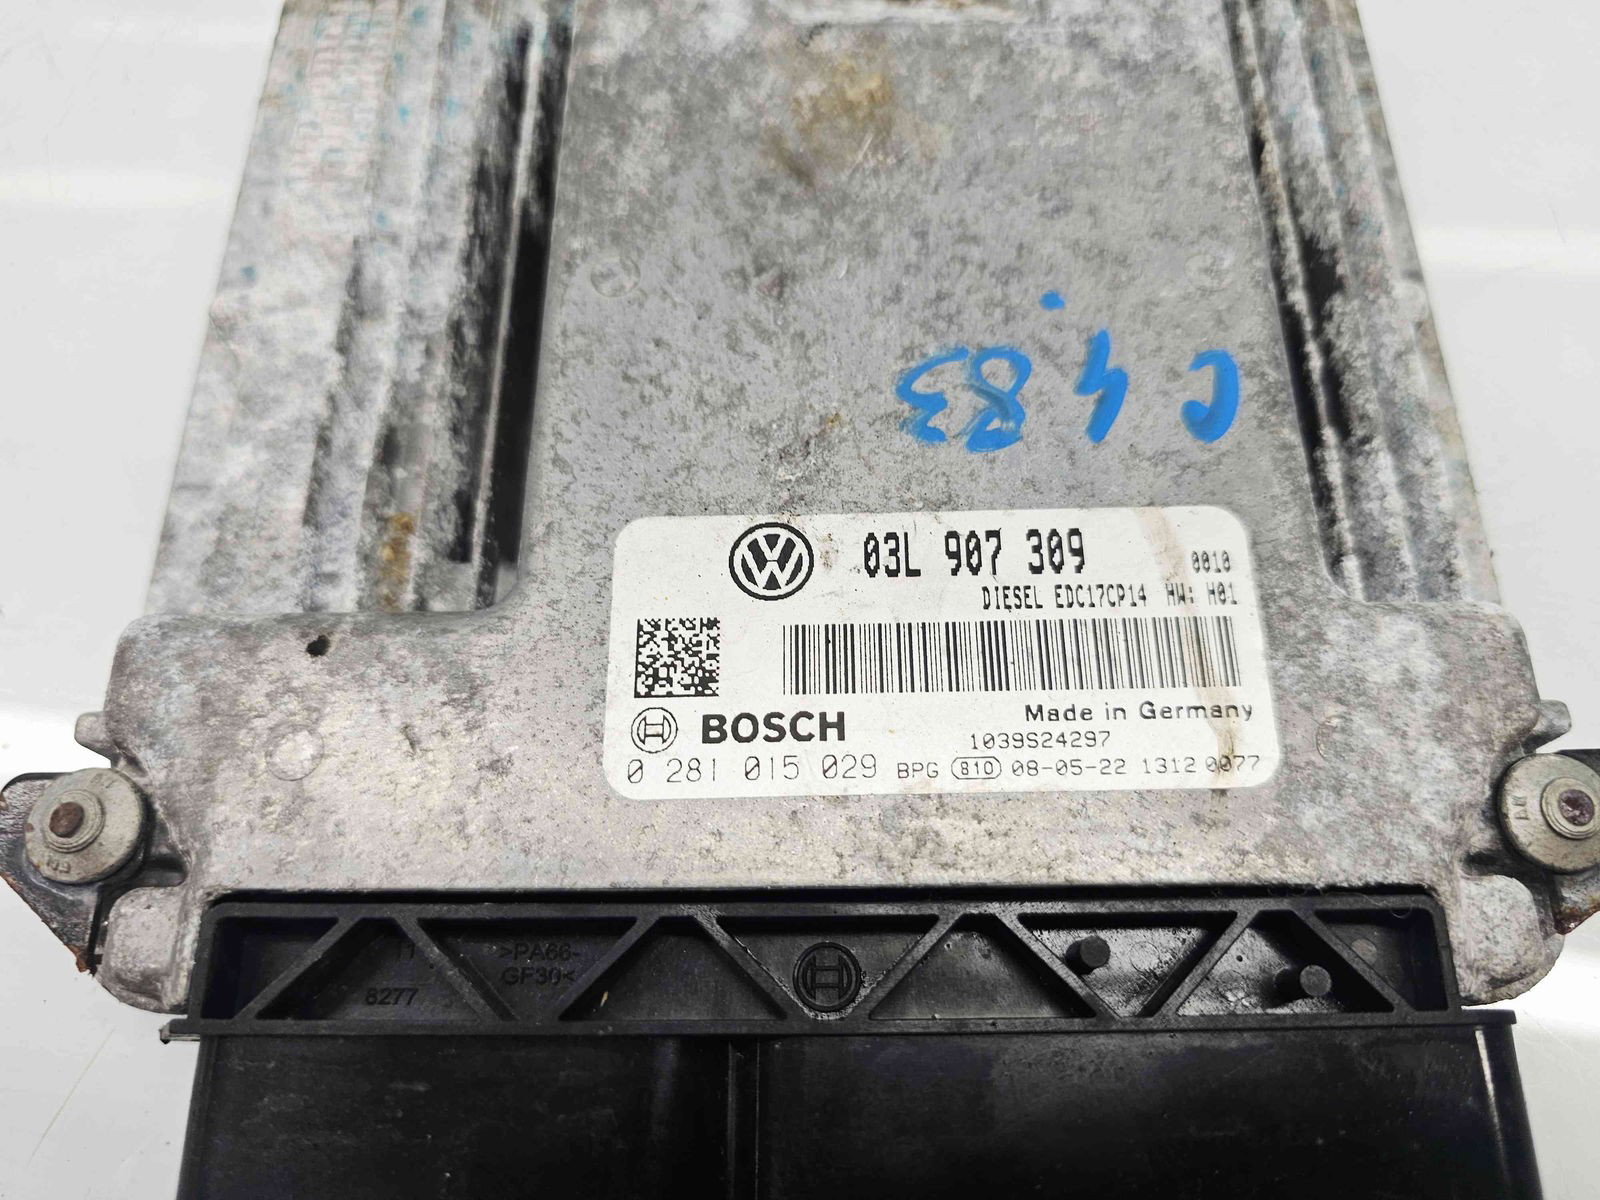 C483
03L 907 309
0010
DIESEL EDC17CP14 HW: H01
BOSCH
Made in Germany
1039S24297
0 281 015 029 BPG 810 08-05-22 1312 0077
>PA66-
GF30<
8277